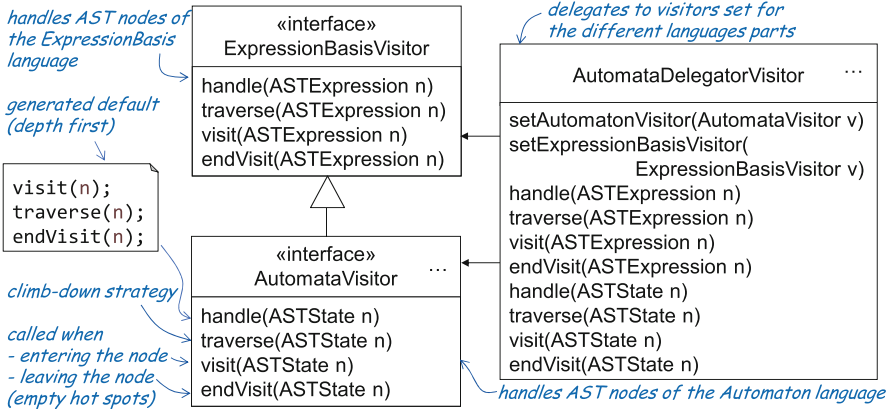 handles AST nodes of
the ExpressionBasis
language
generated default
(depth first)
visit(n);
traverse(n);
endVisit(n);
climb-down strategy
called when
- entering the node
- leaving the node
(empty hot spots)
«interface»
ExpressionBasisVisitor
handle(ASTExpression n)
traverse(ASTExpression n)
visit(ASTExpression n)
endVisit(ASTExpression n)
«interface»
AutomataVisitor ...
handle(ASTState n)
traverse(ASTState n)
visit(ASTState n)
endVisit(ASTState n)
delegates to visitors set for
the different languages parts
AutomataDelegatorVisitor ...
setAutomatonVisitor(AutomataVisitor v)
setExpressionBasisVisitor(
ExpressionBasisVisitor v)
handle(ASTExpression n)
traverse(ASTExpression n)
visit(ASTExpression n)
endVisit(ASTExpression n)
handle(ASTState n)
traverse(ASTState n)
visit(ASTState n)
endVisit(ASTState n)
handles AST nodes of the Automaton language